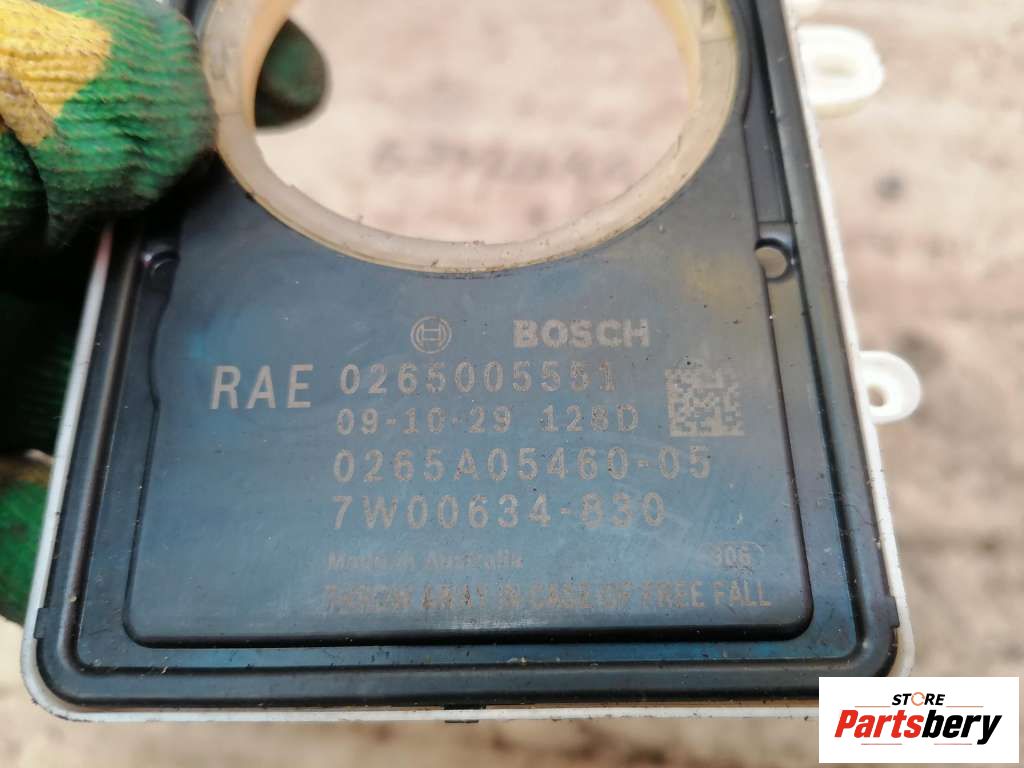 BOSCH
RAE 0265005551
09-10-29 128D
0265A05460-05
7W00634-830
Made in Australia 306
THROW AWAY IN CASE OF FREE FALL
STORE
Partsbery